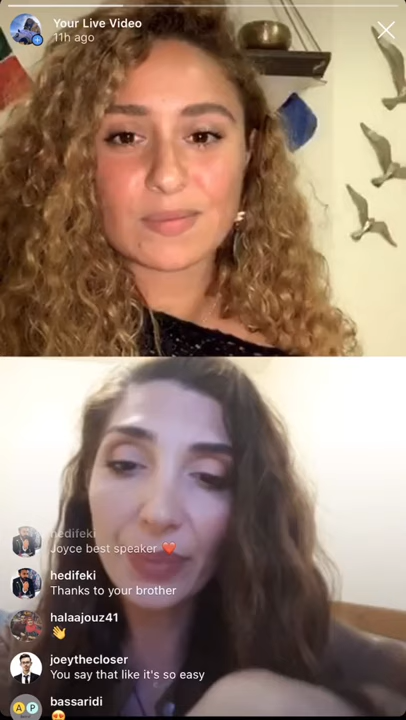 Your Live Video
11h ago
hedifeki
Joyce best speaker ❤️
hedifeki
Thanks to your brother
halaajouz41
👋
joeythecloser
You say that like it's so easy
A P
bassaridi
😍